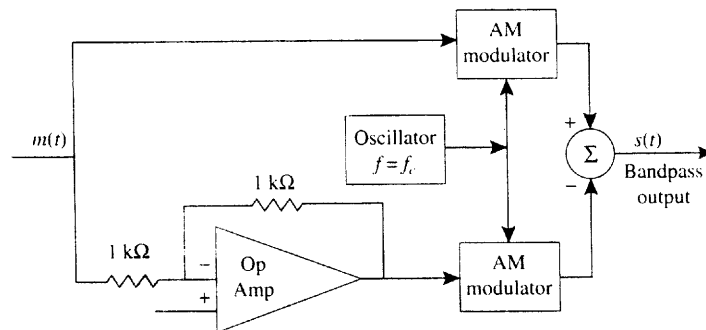 AM
modulator
m(t)
Oscillator
f = f_c
+
Σ
−
s(t)
Bandpass
output
1 kΩ
1 kΩ
−
+
Op
Amp
AM
modulator